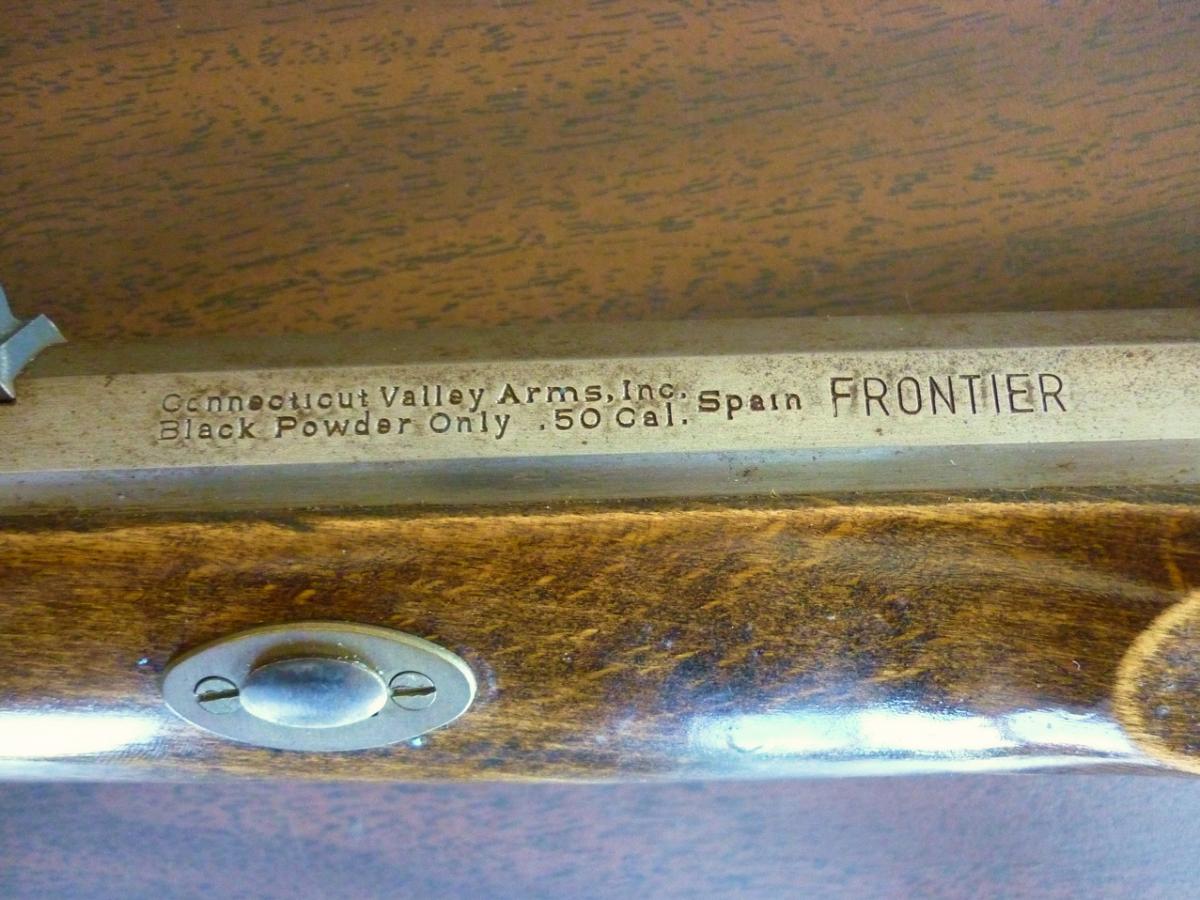 Connecticut Valley Arms, Inc. Spain FRONTIER
Black Powder Only .50 Cal.